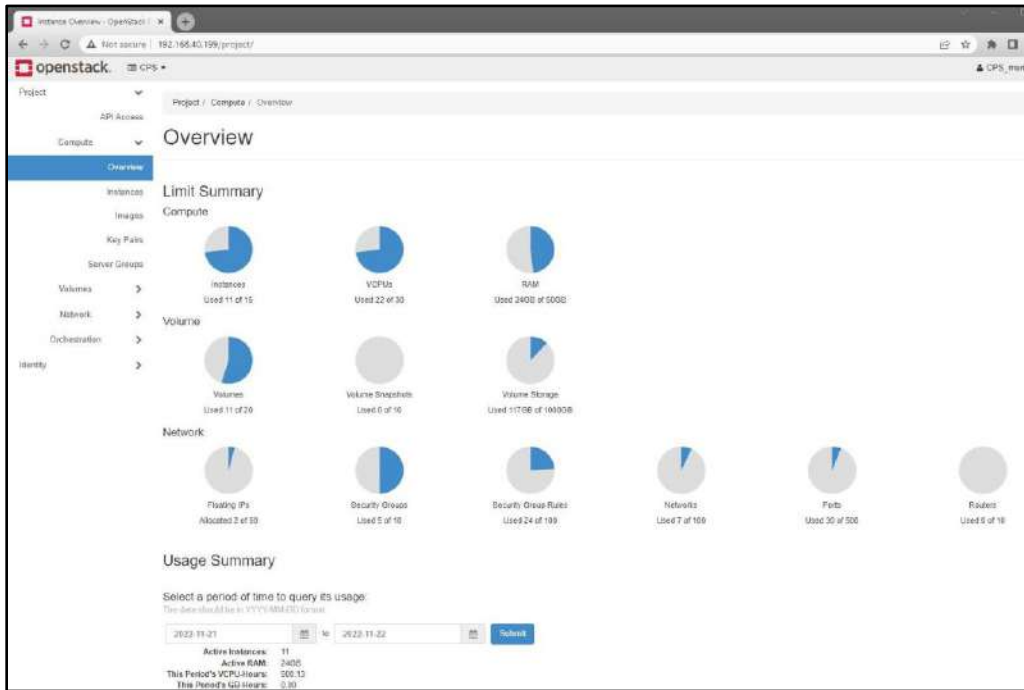 Instance Overview - OpenStack
Not secure | 192.168.40.199/project/
openstack. CPS
Project
API Access
Compute
Overview
Instances
Images
Key Pairs
Server Groups
Volumes
Network
Orchestration
Identity
Project / Compute / Overview
Overview
Limit Summary
Compute
Instances VCPUs RAM
Used 11 of 15 Used 22 of 30 Used 24GB of 50GB
Volume
Volumes Volume Snapshots Volume Storage
Used 11 of 20 Used 0 of 10 Used 117GB of 1000GB
Network
Floating IPs Security Groups Security Group Rules Networks Ports Routers
Allocated 2 of 50 Used 5 of 10 Used 24 of 100 Used 7 of 100 Used 30 of 500 Used 0 of 10
Usage Summary
Select a period of time to query its usage:
The date should be in YYYY-MM-DD format
2022-11-21 to 2022-11-22 Submit
Active Instances: 11
Active RAM: 24GB
This Period's VCPU-Hours: 500.13
This Period's GB-Hours: 0.00